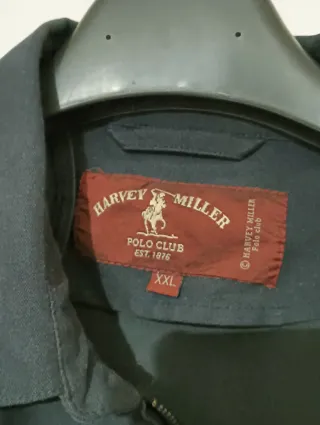 HARVEY MILLER
POLO CLUB
EST. 1876
© HARVEY MILLER
Polo club
XXL